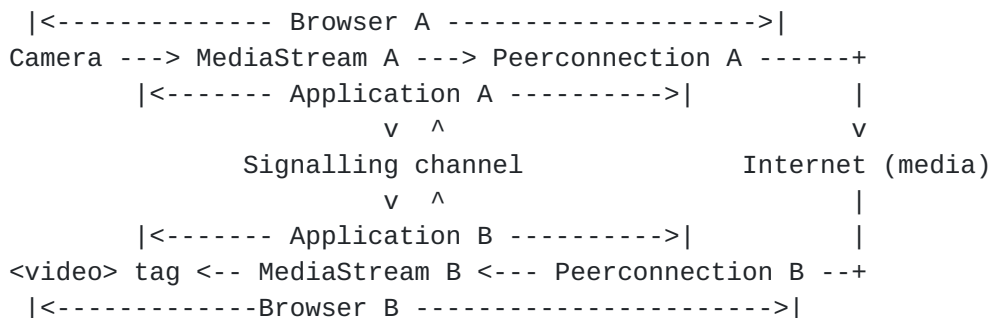 |<-------------- Browser A -------------------->|
Camera ---> MediaStream A ---> Peerconnection A ------+
|<------- Application A ---------->| |
v ^ v
Signalling channel Internet (media)
v ^ |
|<------- Application B ---------->| |
<video> tag <-- MediaStream B <--- Peerconnection B --+
|<-------------Browser B ----------------------->|